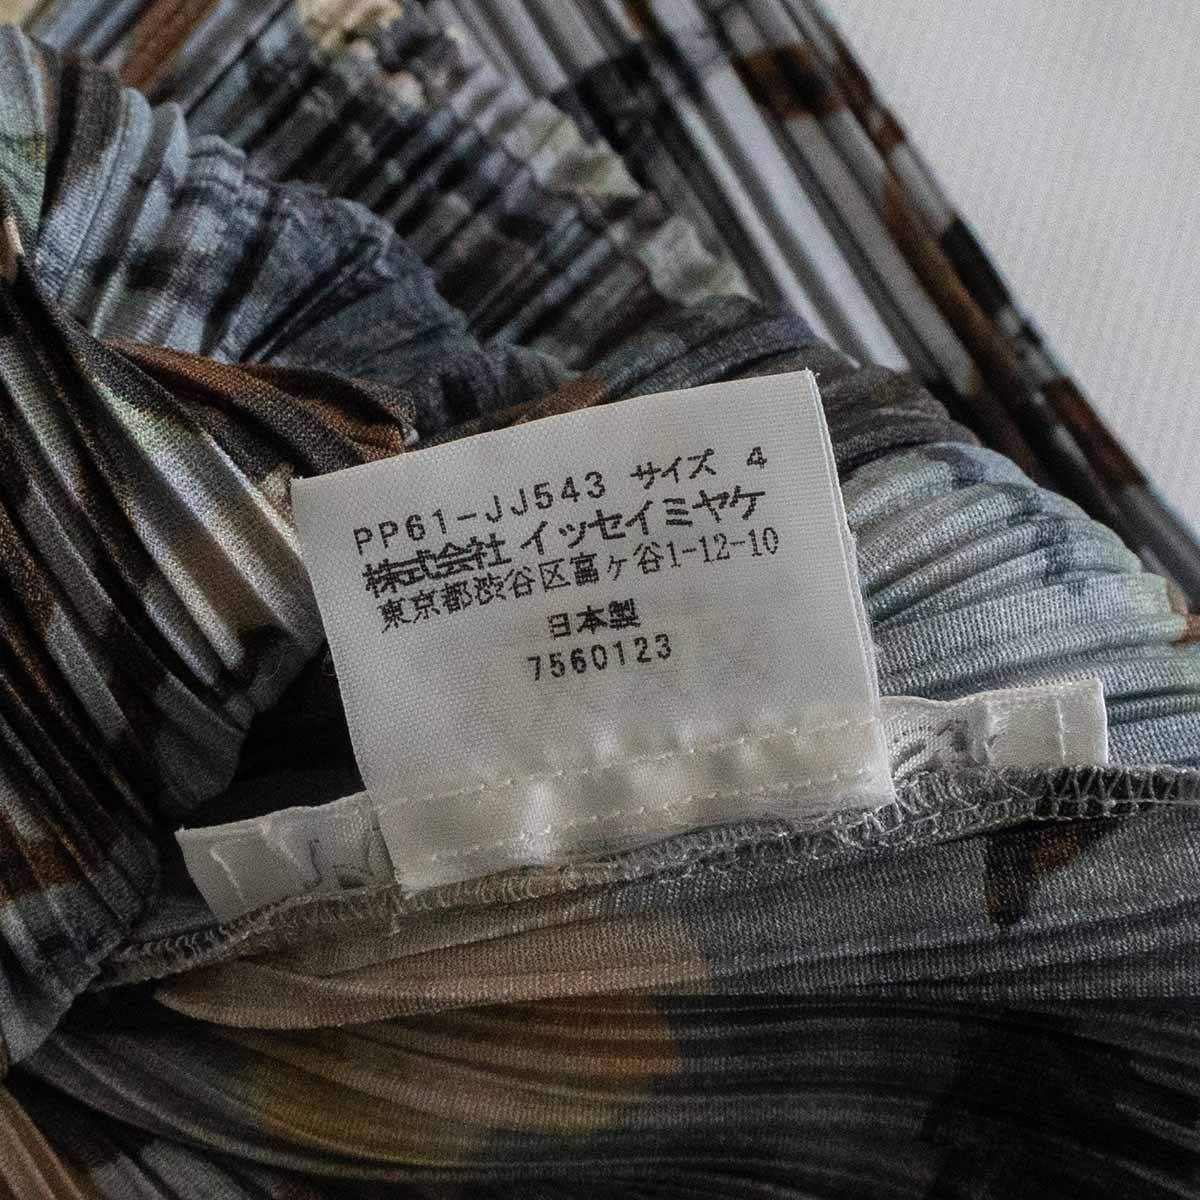 PP61-JJ543 サイズ 4
株式会社 イッセイミヤケ
東京都渋谷区富ヶ谷1-12-10
日本製
7560123